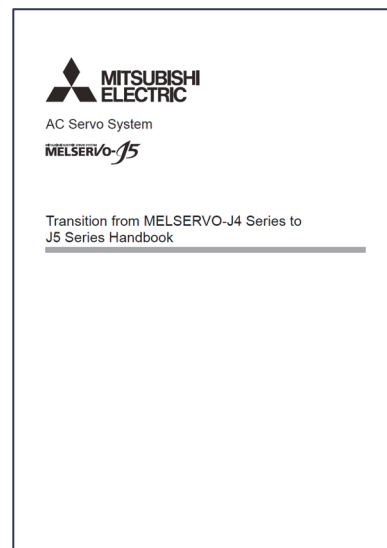 MITSUBISHI
ELECTRIC
AC Servo System
MELSERVO-J5
Transition from MELSERVO-J4 Series to
J5 Series Handbook